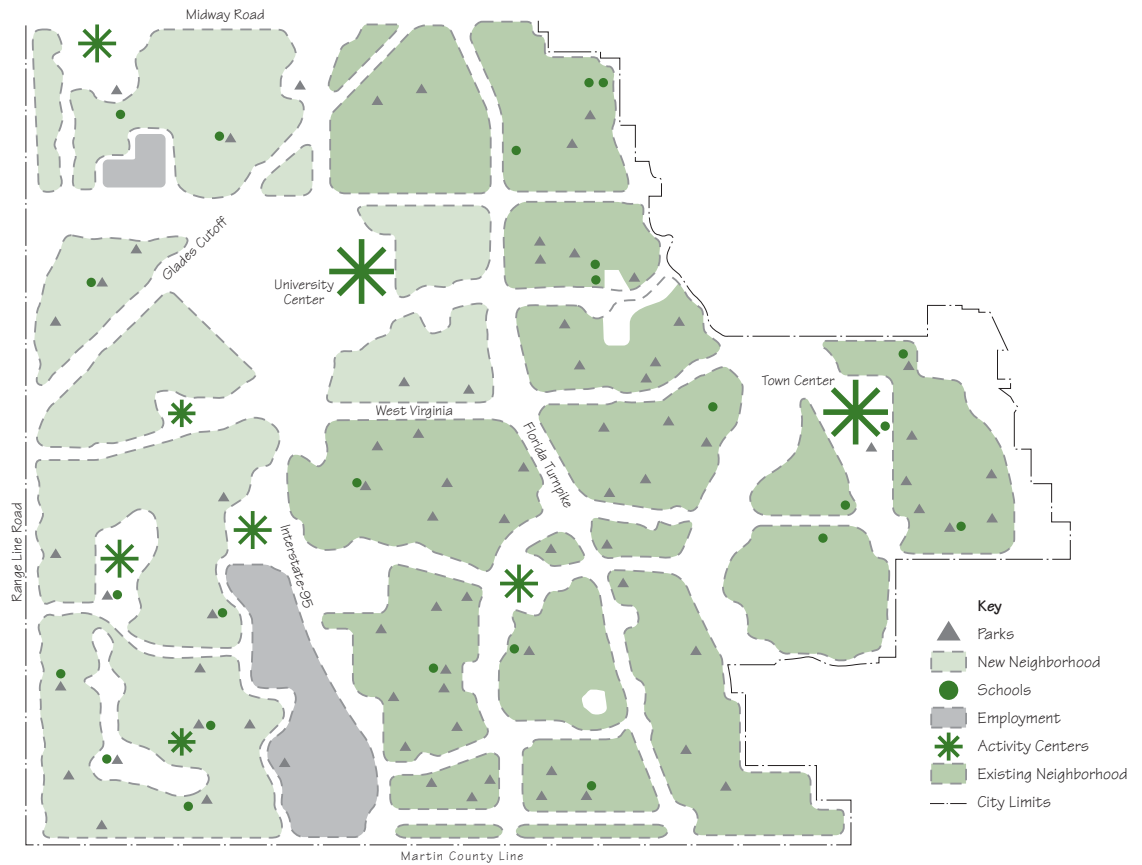 Midway Road
Glades Cutoff
University
Center
Town Center
West Virginia
Florida Turnpike
Range Line Road
Interstate-95
Key
Parks
New Neighborhood
Schools
Employment
Activity Centers
Existing Neighborhood
City Limits
Martin County Line